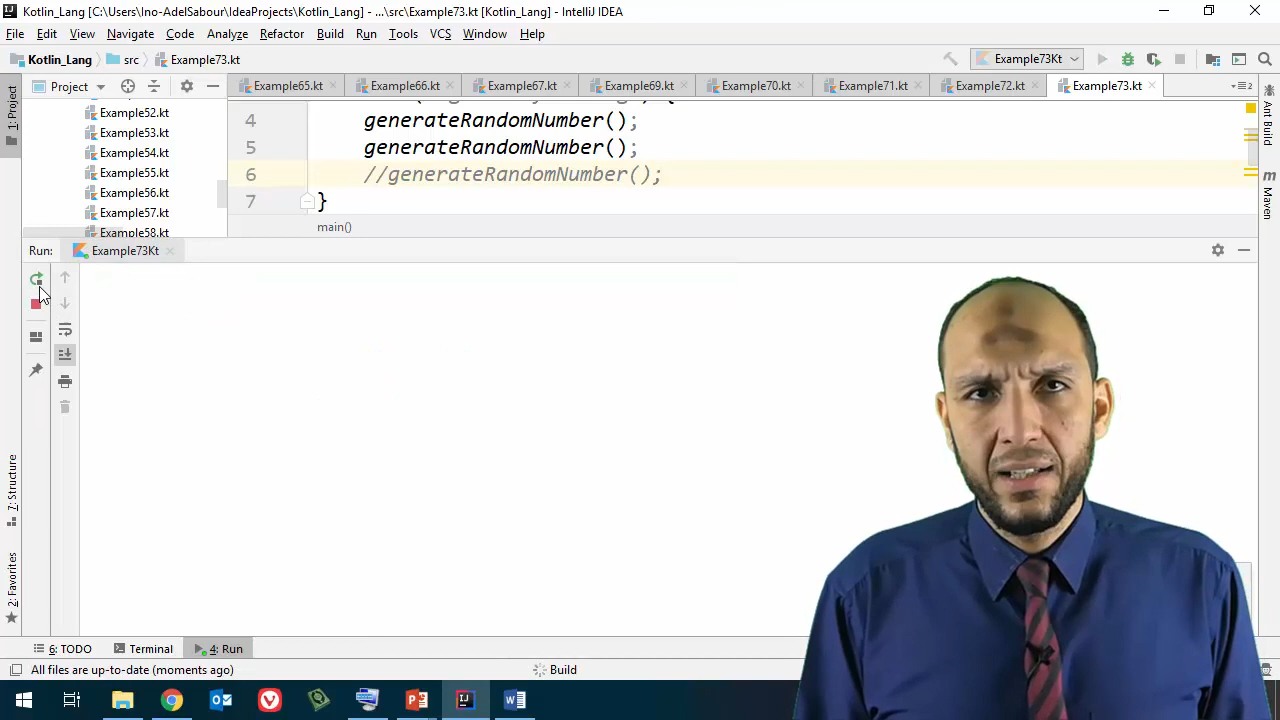 Kotlin_Lang [C:\Users\Ino-AdelSabour\IdeaProjects\Kotlin_Lang] - ...\src\Example73.kt [Kotlin_Lang] - IntelliJ IDEA
File Edit View Navigate Code Analyze Refactor Build Run Tools VCS Window Help
Kotlin_Lang src Example73.kt Example73Kt
1: Project
Project
Example65.kt Example66.kt Example67.kt Example69.kt Example70.kt Example71.kt Example72.kt Example73.kt 2
Example52.kt
Example53.kt
Example54.kt
Example55.kt
Example56.kt
Example57.kt
Example58.kt
4 generateRandomNumber();
5 generateRandomNumber();
6 //generateRandomNumber();
7 }
main()
Ant Build
m
Maven
Run: Example73Kt
7: Structure
2: Favorites
6: TODO Terminal 4: Run
All files are up-to-date (moments ago) Build